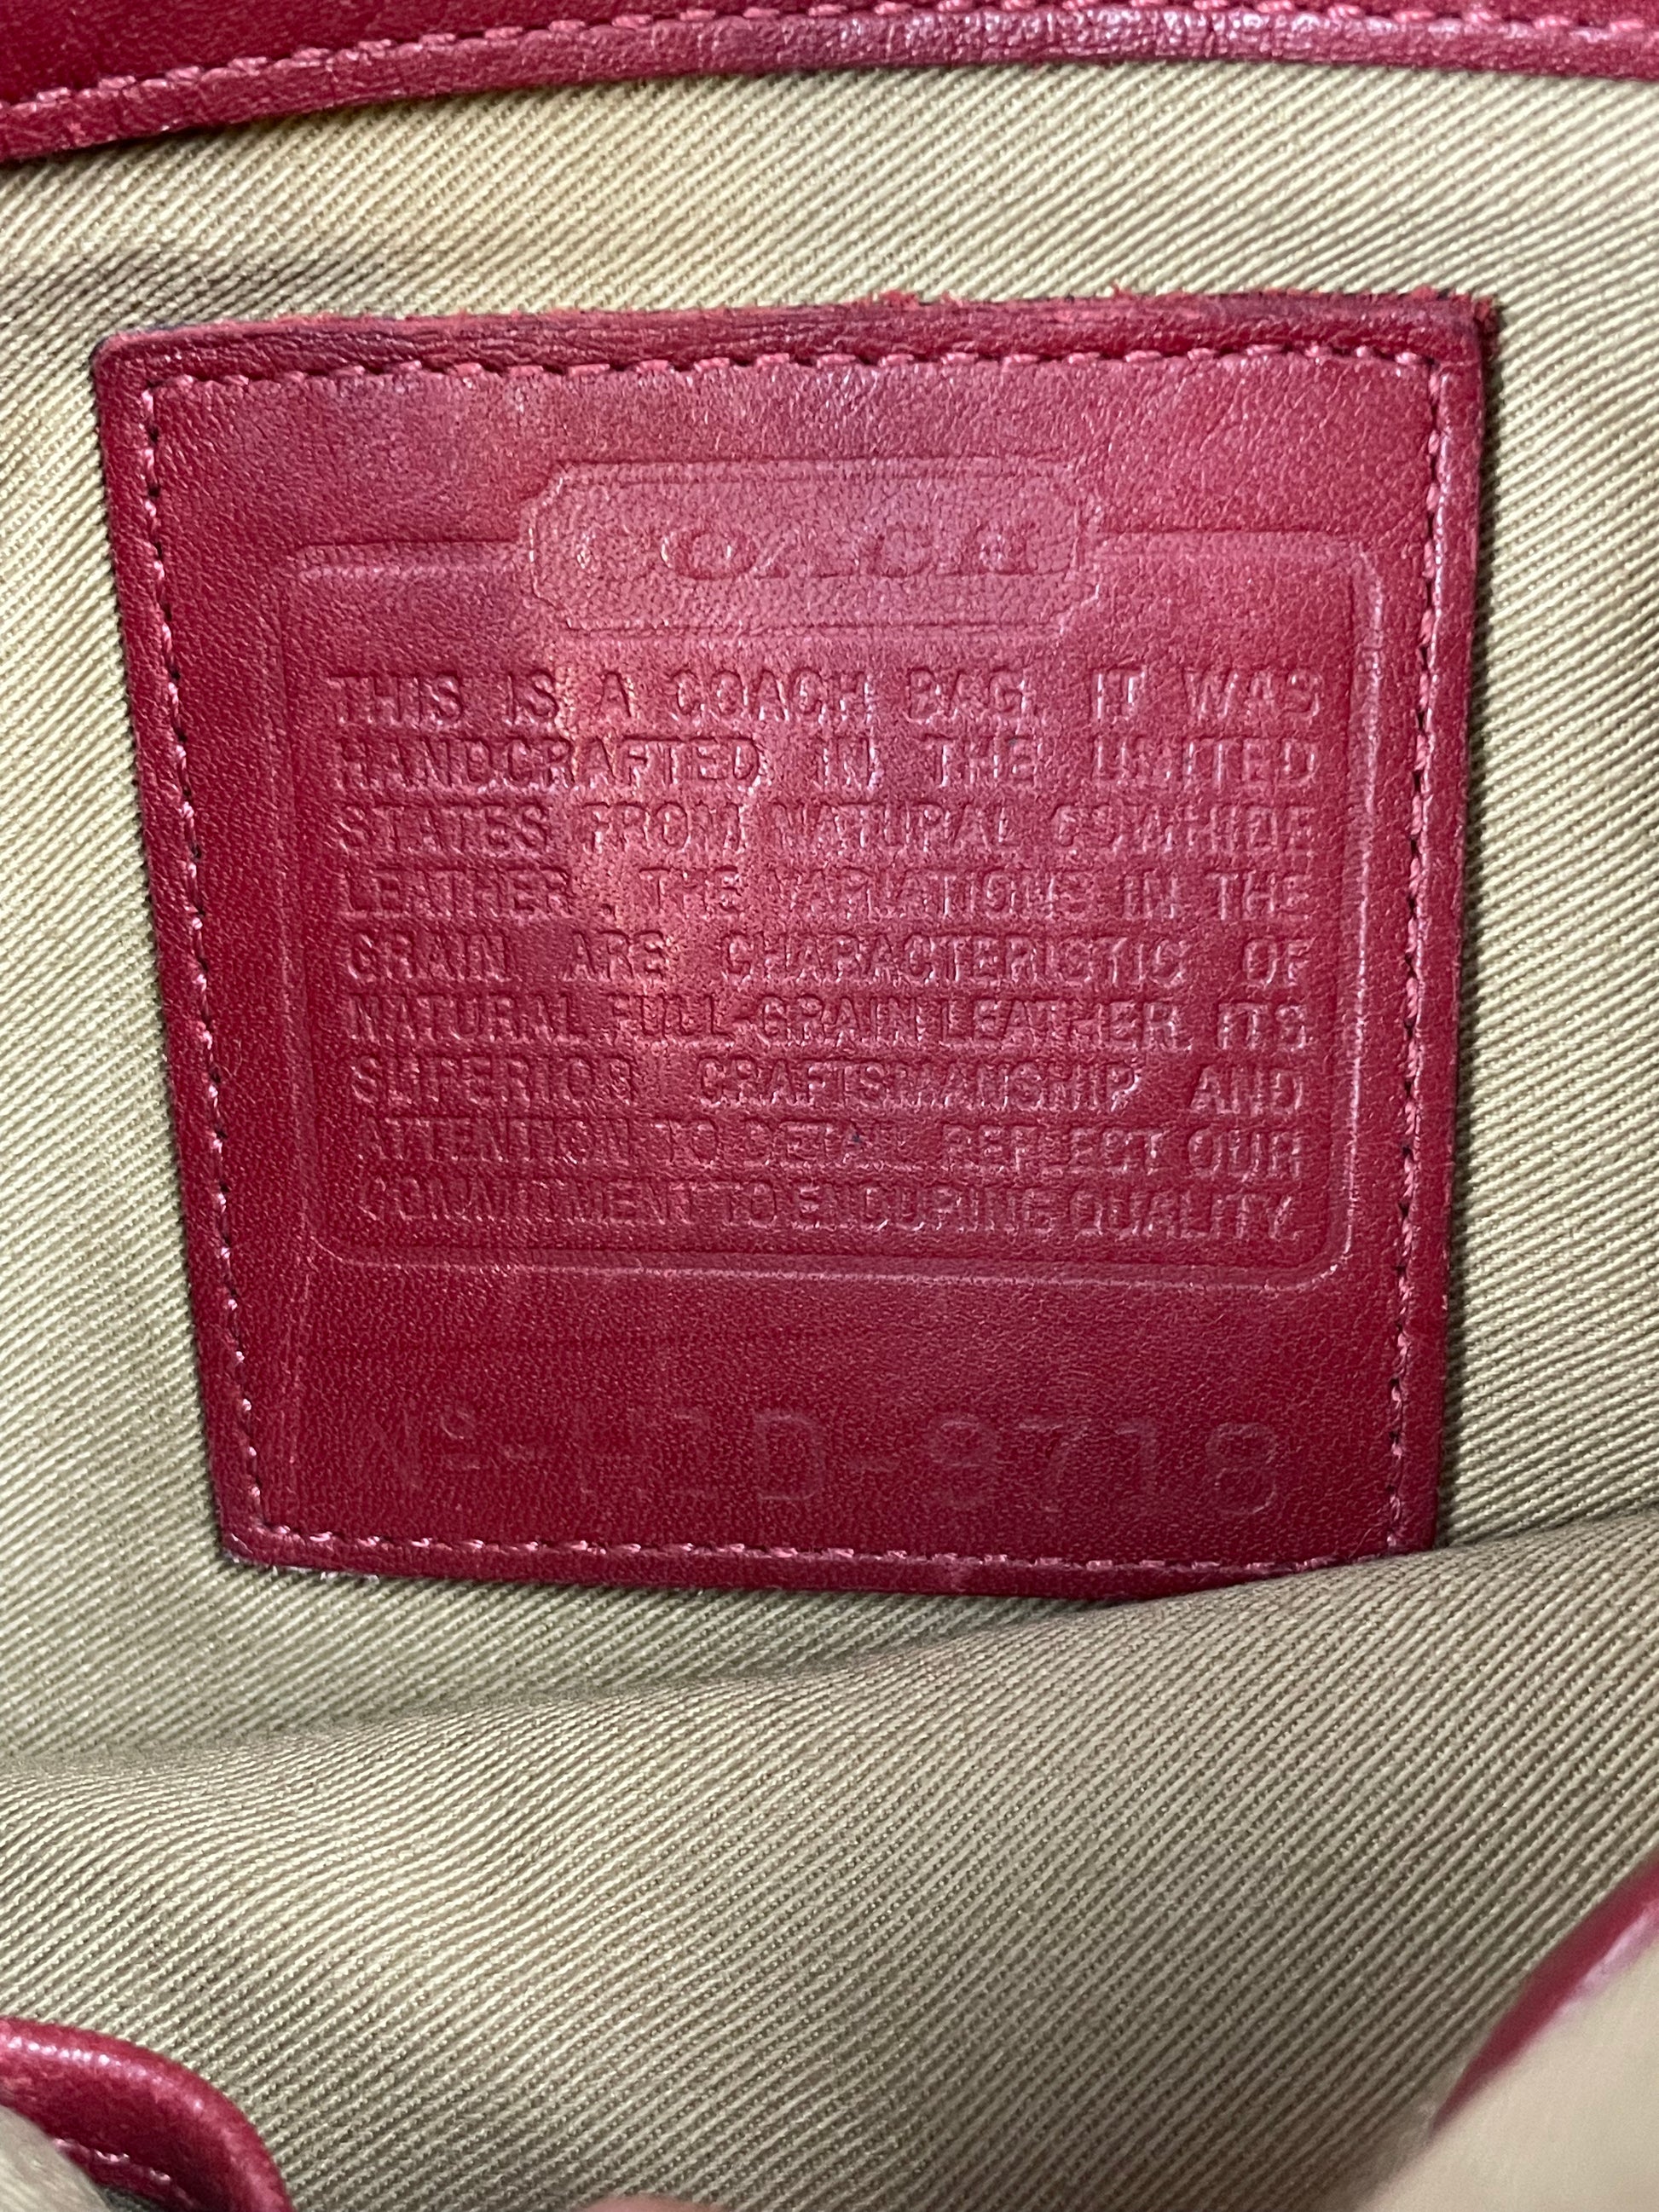 COACH
THIS IS A COACH BAG. IT WAS
HANDCRAFTED IN THE UNITED
STATES FROM NATURAL COWHIDE
LEATHER. THE VARIATIONS IN THE
GRAIN ARE CHARACTERISTIC OF
NATURAL FULL-GRAIN LEATHER. ITS
SUPERIOR CRAFTSMANSHIP AND
ATTENTION TO DETAIL REFLECT OUR
COMMITMENT TO ENDURING QUALITY.